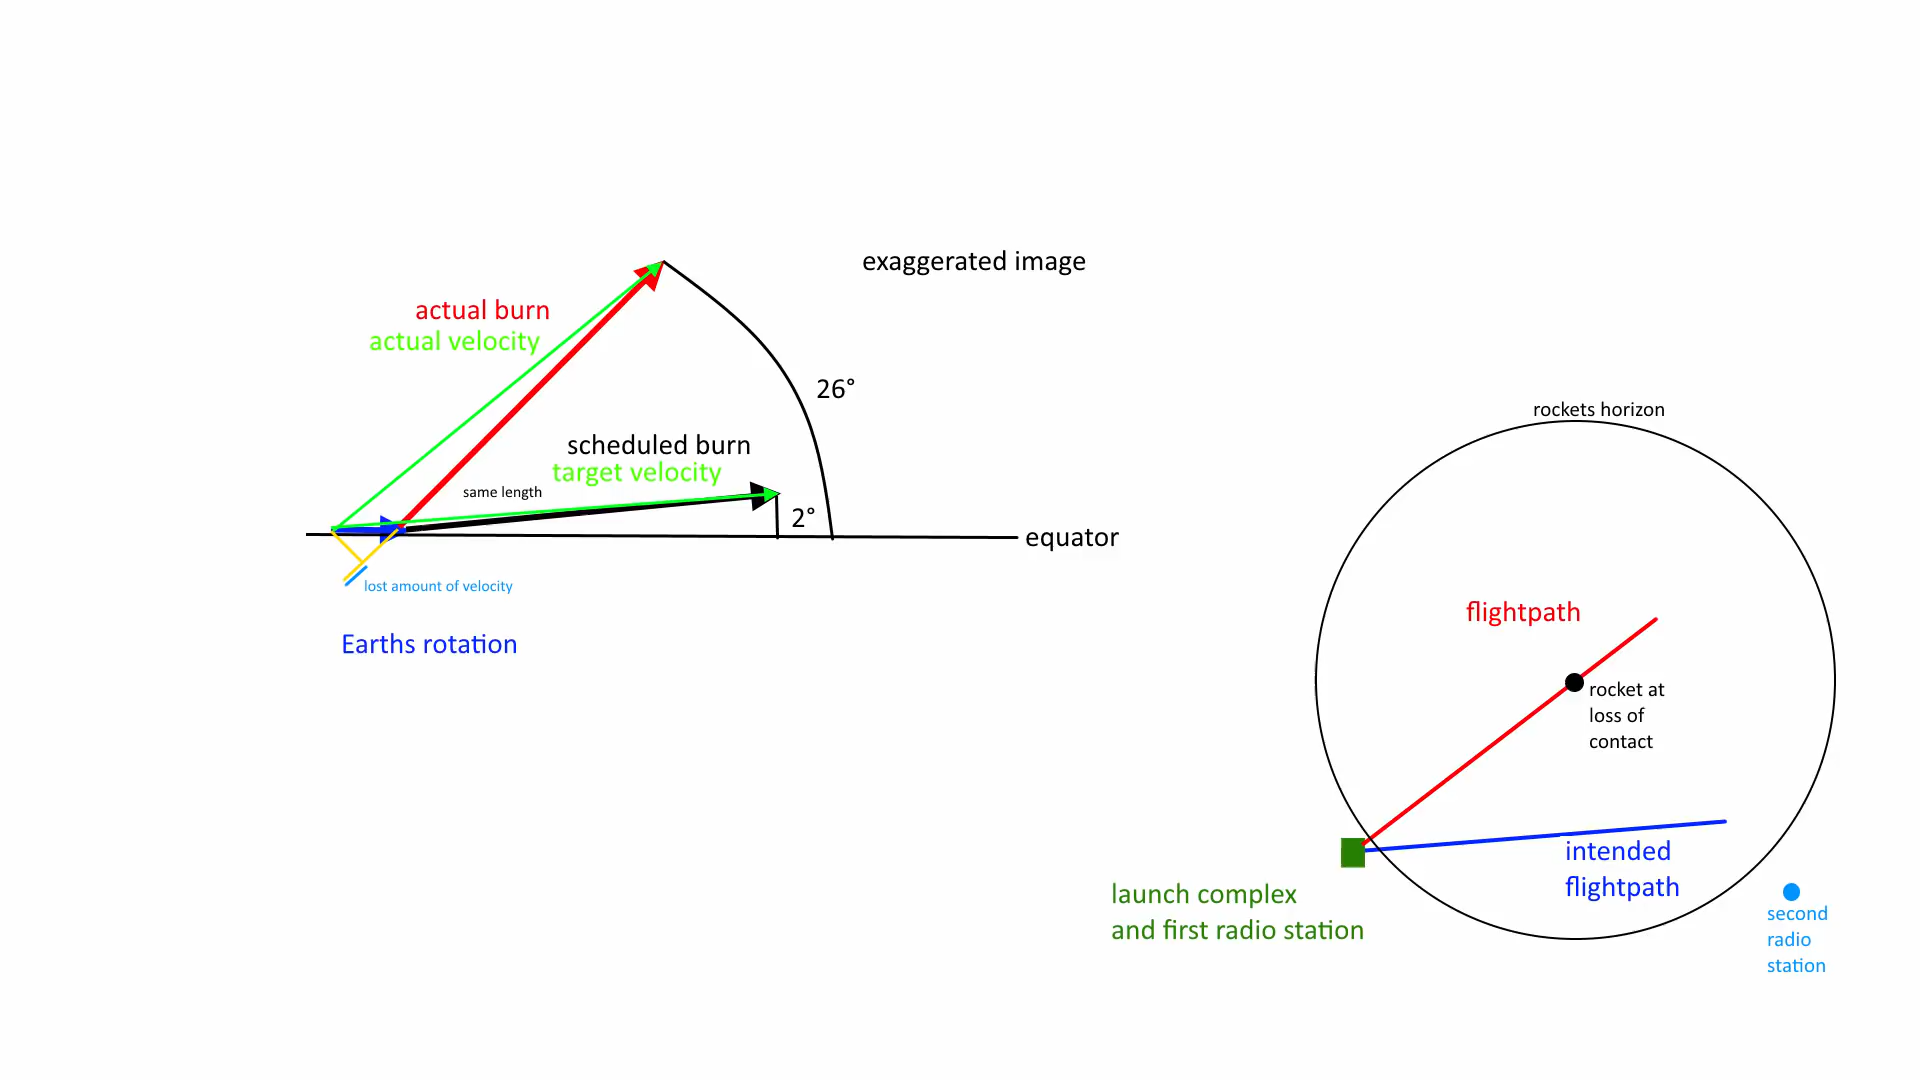 exaggerated image
actual burn
actual velocity
26°
scheduled burn
target velocity
same length
2°
equator
lost amount of velocity
Earths rotation
rockets horizon
flightpath
rocket at
loss of
contact
intended
flightpath
launch complex
and first radio station
second
radio
station